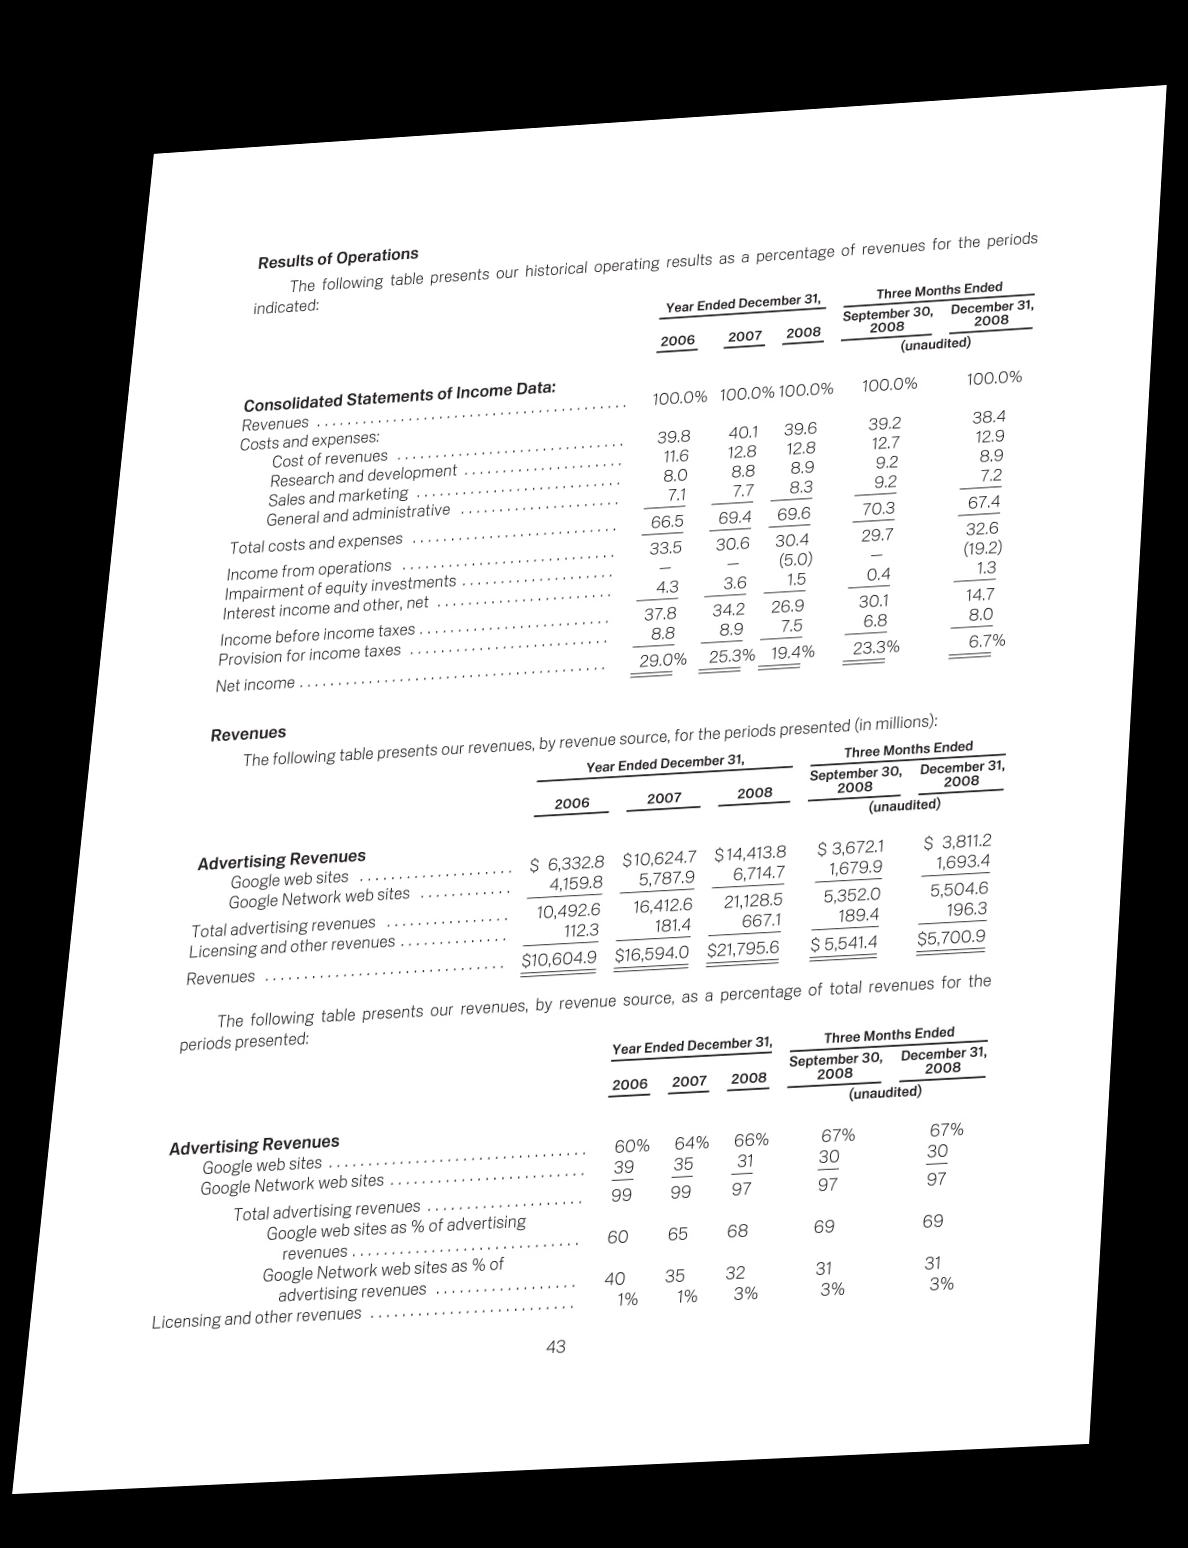 Results of Operations
The following table presents our historical operating results as a percentage of revenues for the periods
indicated:
Year Ended December 31, Three Months Ended
2006 2007 2008 September 30, 2008 December 31, 2008
(unaudited)
Consolidated Statements of Income Data:
Revenues 100.0% 100.0% 100.0% 100.0% 100.0%
Costs and expenses:
Cost of revenues 39.8 40.1 39.6 39.2 38.4
Research and development 11.6 12.8 12.8 12.7 12.9
Sales and marketing 8.0 8.8 8.9 9.2 8.9
General and administrative 7.1 7.7 8.3 9.2 7.2
Total costs and expenses 66.5 69.4 69.6 70.3 67.4
Income from operations 33.5 30.6 30.4 29.7 32.6
Impairment of equity investments — — (5.0) — (19.2)
Interest income and other, net 4.3 3.6 1.5 0.4 1.3
Income before income taxes 37.8 34.2 26.9 30.1 14.7
Provision for income taxes 8.8 8.9 7.5 6.8 8.0
Net income 29.0% 25.3% 19.4% 23.3% 6.7%
Revenues
The following table presents our revenues, by revenue source, for the periods presented (in millions):
Year Ended December 31, Three Months Ended
2006 2007 2008 September 30, 2008 December 31, 2008
(unaudited)
Advertising Revenues
Google web sites $ 6,332.8 $10,624.7 $14,413.8 $ 3,672.1 $ 3,811.2
Google Network web sites 4,159.8 5,787.9 6,714.7 1,679.9 1,693.4
Total advertising revenues 10,492.6 16,412.6 21,128.5 5,352.0 5,504.6
Licensing and other revenues 112.3 181.4 667.1 189.4 196.3
Revenues $10,604.9 $16,594.0 $21,795.6 $ 5,541.4 $5,700.9
The following table presents our revenues, by revenue source, as a percentage of total revenues for the
periods presented:
Year Ended December 31, Three Months Ended
2006 2007 2008 September 30, 2008 December 31, 2008
(unaudited)
Advertising Revenues
Google web sites 60% 64% 66% 67% 67%
Google Network web sites 39 35 31 30 30
Total advertising revenues 99 99 97 97 97
Google web sites as % of advertising
revenues 60 65 68 69 69
Google Network web sites as % of
advertising revenues 40 35 32 31 31
Licensing and other revenues 1% 1% 3% 3% 3%
43